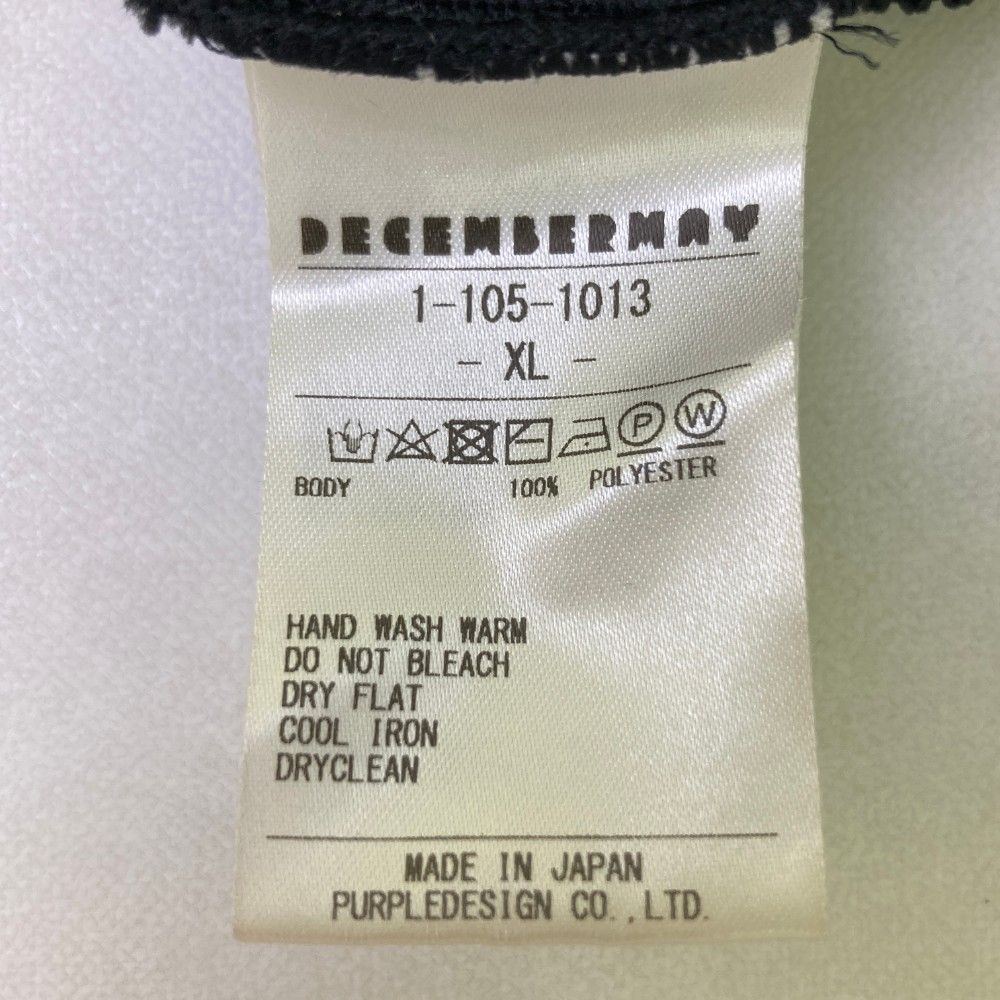 DECEMBERMAY
1-105-1013
- XL -
P W
BODY 100% POLYESTER
HAND WASH WARM
DO NOT BLEACH
DRY FLAT
COOL IRON
DRYCLEAN
MADE IN JAPAN
PURPLEDESIGN CO.,LTD.